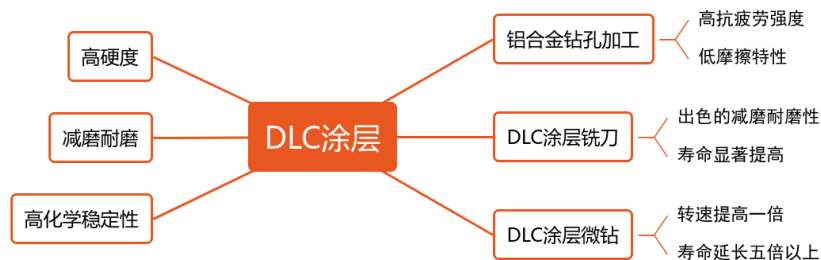 DLC涂层
高硬度
减磨耐磨
高化学稳定性
铝合金钻孔加工
高抗疲劳强度
低摩擦特性
DLC涂层铣刀
出色的减磨耐磨性
寿命显著提高
DLC涂层微钻
转速提高一倍
寿命延长五倍以上